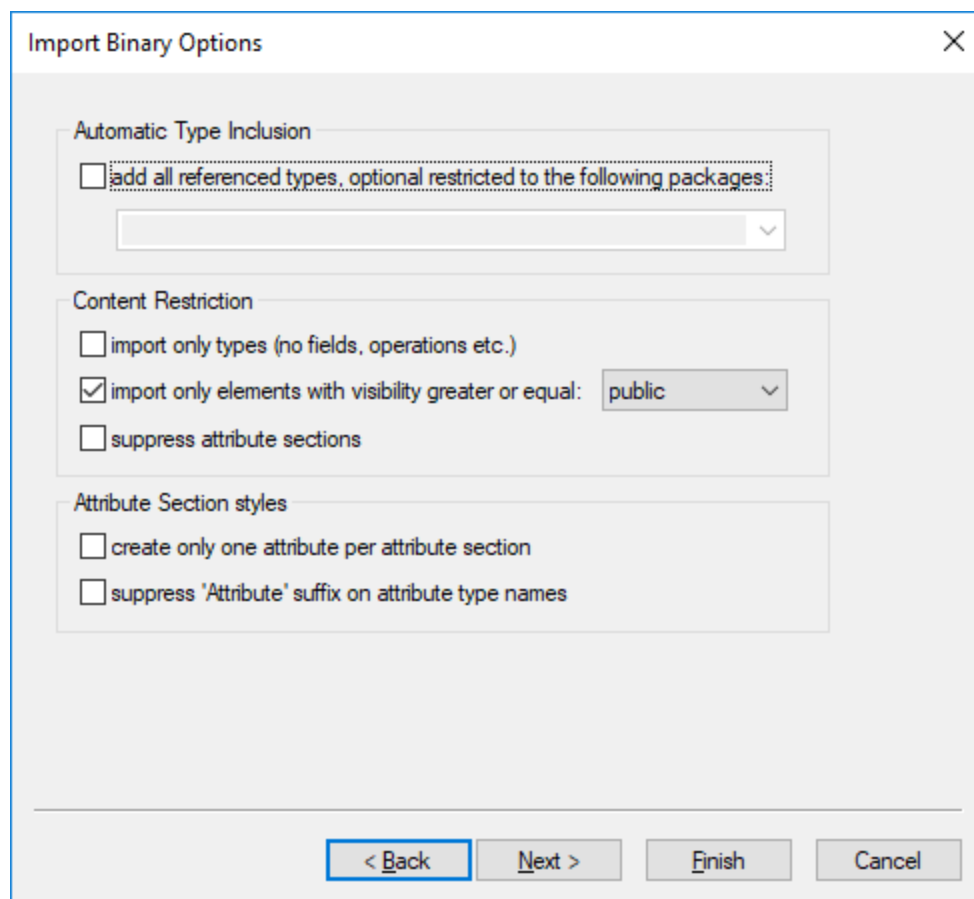 Import Binary Options
Automatic Type Inclusion
add all referenced types, optional restricted to the following packages:
Content Restriction
import only types (no fields, operations etc.)
import only elements with visibility greater or equal: public
suppress attribute sections
Attribute Section styles
create only one attribute per attribute section
suppress 'Attribute' suffix on attribute type names
< Back Next > Finish Cancel